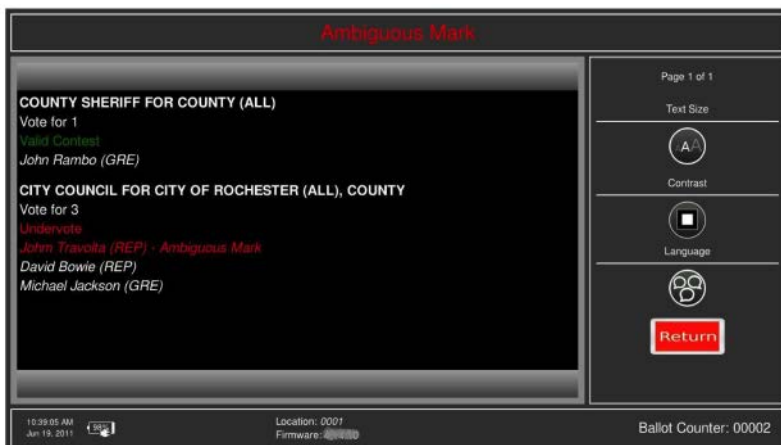 Ambiguous Mark
COUNTY SHERIFF FOR COUNTY (ALL)
Vote for 1
Valid Contest
John Rambo (GRE)
CITY COUNCIL FOR CITY OF ROCHESTER (ALL), COUNTY
Vote for 3
Undervote
Johm Travolta (REP) - Ambiguous Mark
David Bowie (REP)
Michael Jackson (GRE)
Page 1 of 1
Text Size
AAA
Contrast
Language
Return
10:39:05 AM
Jun 19, 2011
98%
Location: 0001
Firmware:
Ballot Counter: 00002